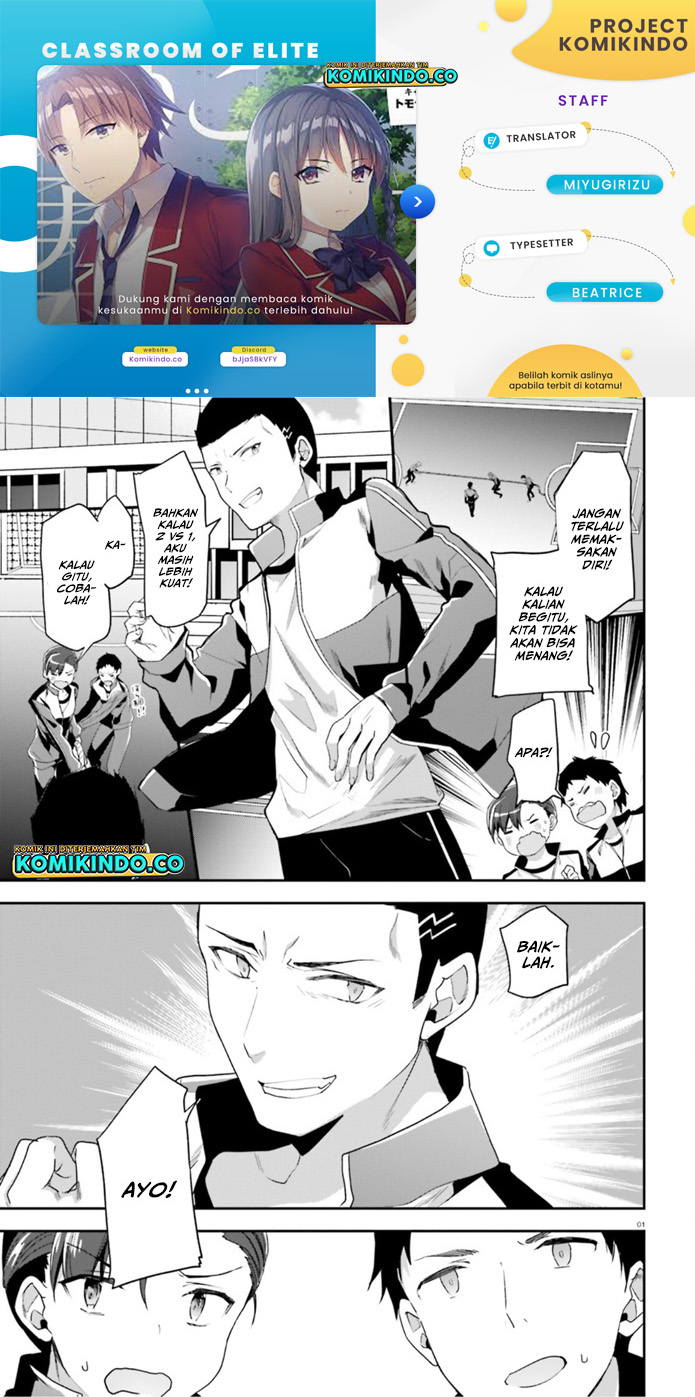 CLASSROOM OF ELITE
KOMIK INI DITERJEMAHKAN TIM
KOMIKINDO.CO
Dukung kami dengan membaca komik
kesukaanmu di Komikindo.co terlebih dahulu!
website
Komikindo.co
Discord
bJjaSBkVFY
PROJECT
KOMIKINDO
STAFF
TRANSLATOR
MIYUGIRIZU
TYPESETTER
BEATRICE
Belilah komik aslinya
apabila terbit di kotamu!
JANGAN
TERLALU
MEMAK-
SAKAN
DIRI!
KALAU
KALIAN
BEGITU,
KITA TIDAK
AKAN BISA
MENANG!
APA?!
BAHKAN
KALAU
2 VS 1,
AKU
MASIH
LEBIH
KUAT!
KA-
KALAU
GITU,
COBA-
LAH!
KOMIK INI DITERJEMAHKAN TIM
KOMIKINDO.CO
BAIK-
LAH.
AYO!
01